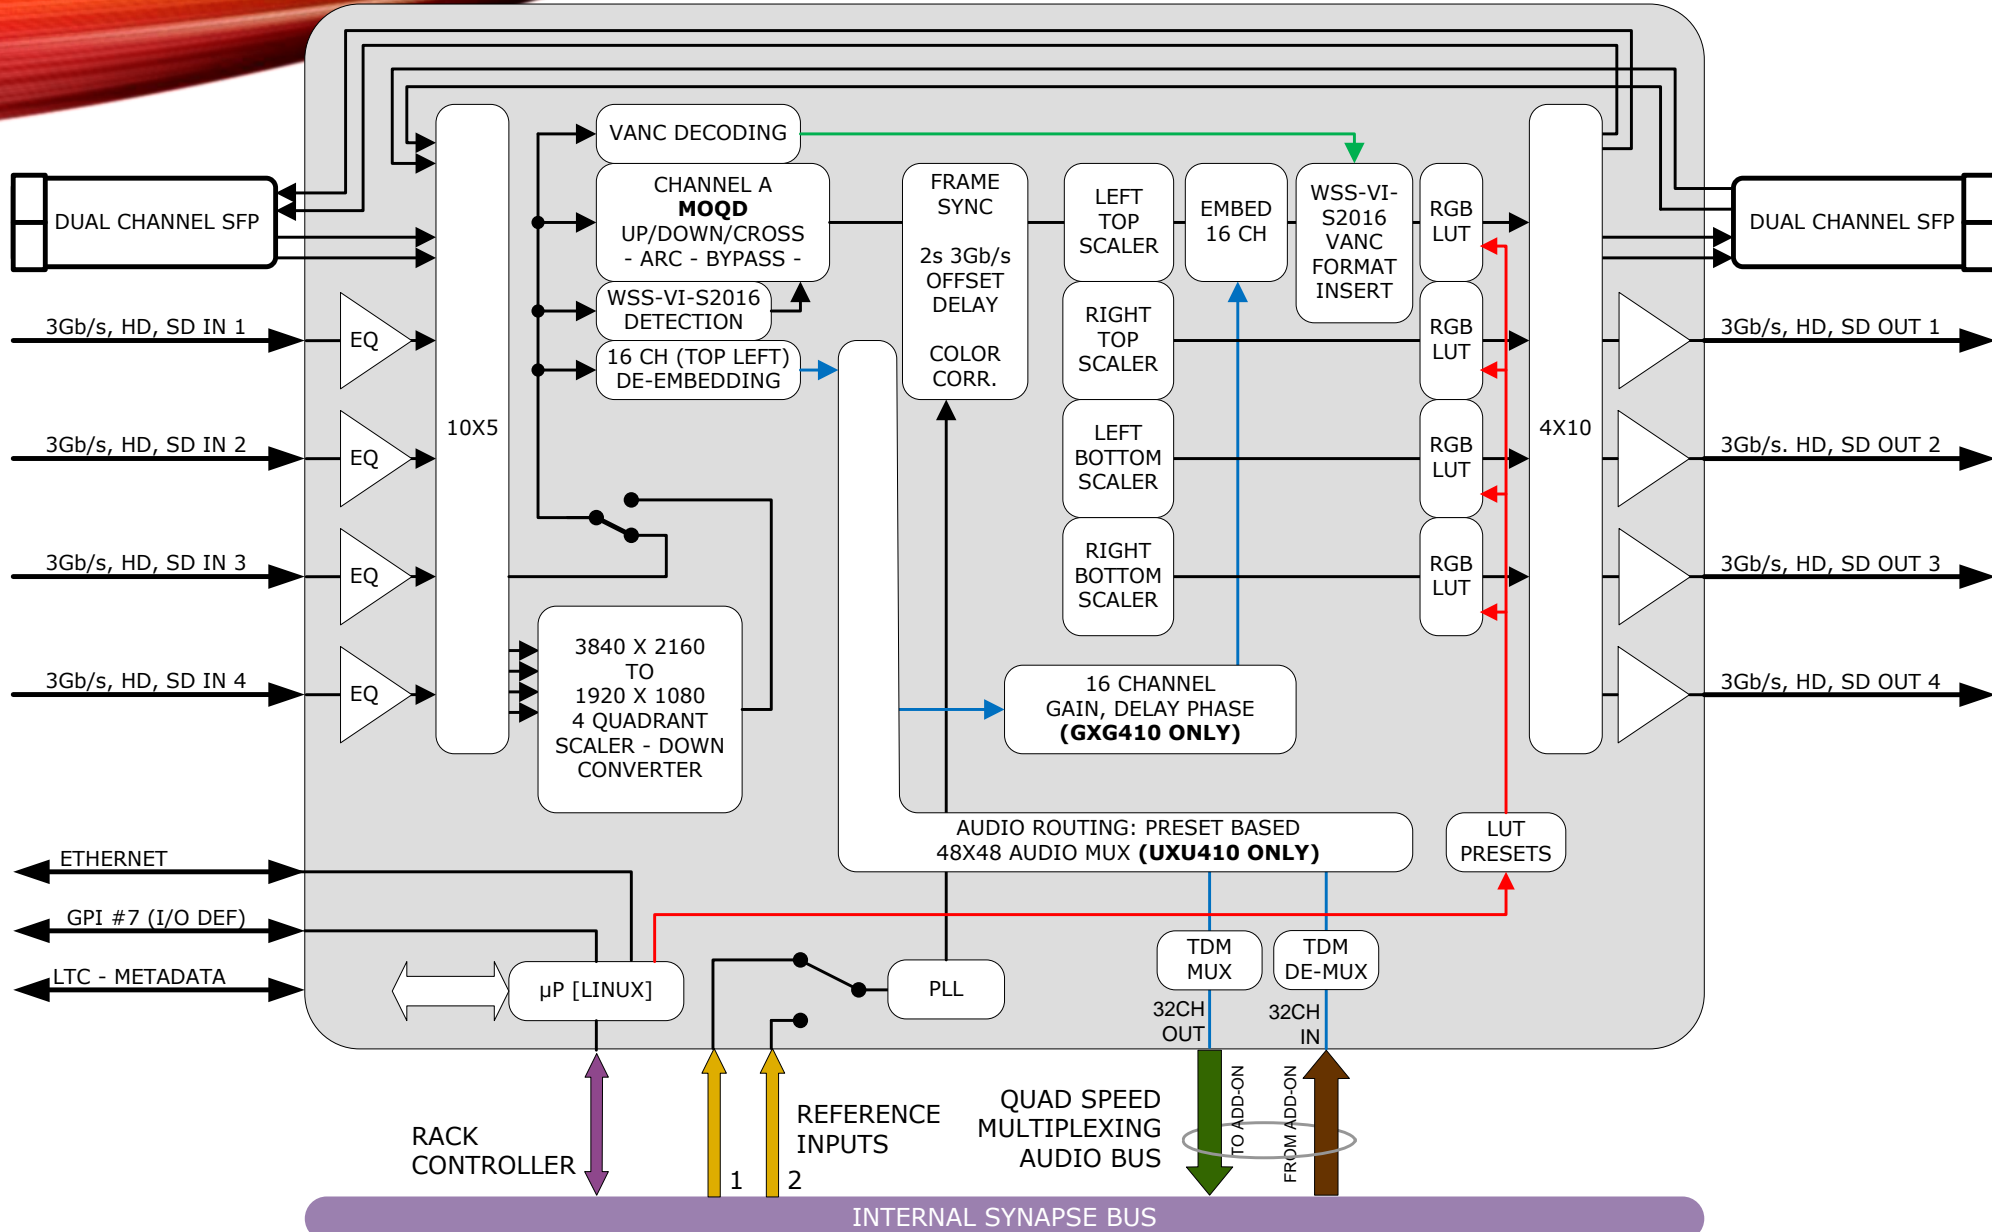 VANC DECODING
CHANNEL A
MOQD
UP/DOWN/CROSS
- ARC - BYPASS -
WSS-VI-S2016
DETECTION
16 CH (TOP LEFT)
DE-EMBEDDING
FRAME
SYNC
2s 3Gb/s
OFFSET
DELAY
COLOR
CORR.
LEFT
TOP
SCALER
RIGHT
TOP
SCALER
LEFT
BOTTOM
SCALER
RIGHT
BOTTOM
SCALER
EMBED
16 CH
WSS-VI-
S2016
VANC
FORMAT
INSERT
RGB
LUT
RGB
LUT
RGB
LUT
RGB
LUT
DUAL CHANNEL SFP
DUAL CHANNEL SFP
3Gb/s, HD, SD IN 1
3Gb/s, HD, SD IN 2
3Gb/s, HD, SD IN 3
3Gb/s, HD, SD IN 4
EQ
EQ
EQ
EQ
10X5
4X10
3Gb/s, HD, SD OUT 1
3Gb/s. HD, SD OUT 2
3Gb/s, HD, SD OUT 3
3Gb/s, HD, SD OUT 4
3840 X 2160
TO
1920 X 1080
4 QUADRANT
SCALER - DOWN
CONVERTER
16 CHANNEL
GAIN, DELAY PHASE
(GXG410 ONLY)
AUDIO ROUTING: PRESET BASED
48X48 AUDIO MUX (UXU410 ONLY)
LUT
PRESETS
ETHERNET
GPI #7 (I/O DEF)
LTC - METADATA
µP [LINUX]
PLL
TDM
MUX
TDM
DE-MUX
32CH
OUT
32CH
IN
RACK
CONTROLLER
REFERENCE
INPUTS
1
2
QUAD SPEED
MULTIPLEXING
AUDIO BUS
TO ADD-ON
FROM ADD-ON
INTERNAL SYNAPSE BUS